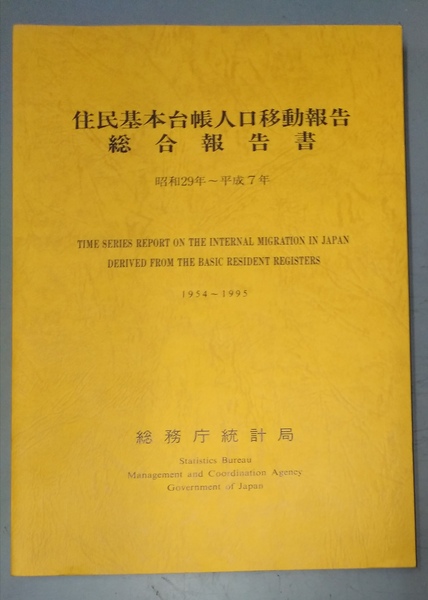 住民基本台帳人口移動報告
総合報告書
昭和29年～平成7年
TIME SERIES REPORT ON THE INTERNAL MIGRATION IN JAPAN
DERIVED FROM THE BASIC RESIDENT REGISTERS
1954～1995
総務庁統計局
Statistics Bureau
Management and Coordination Agency
Government of Japan